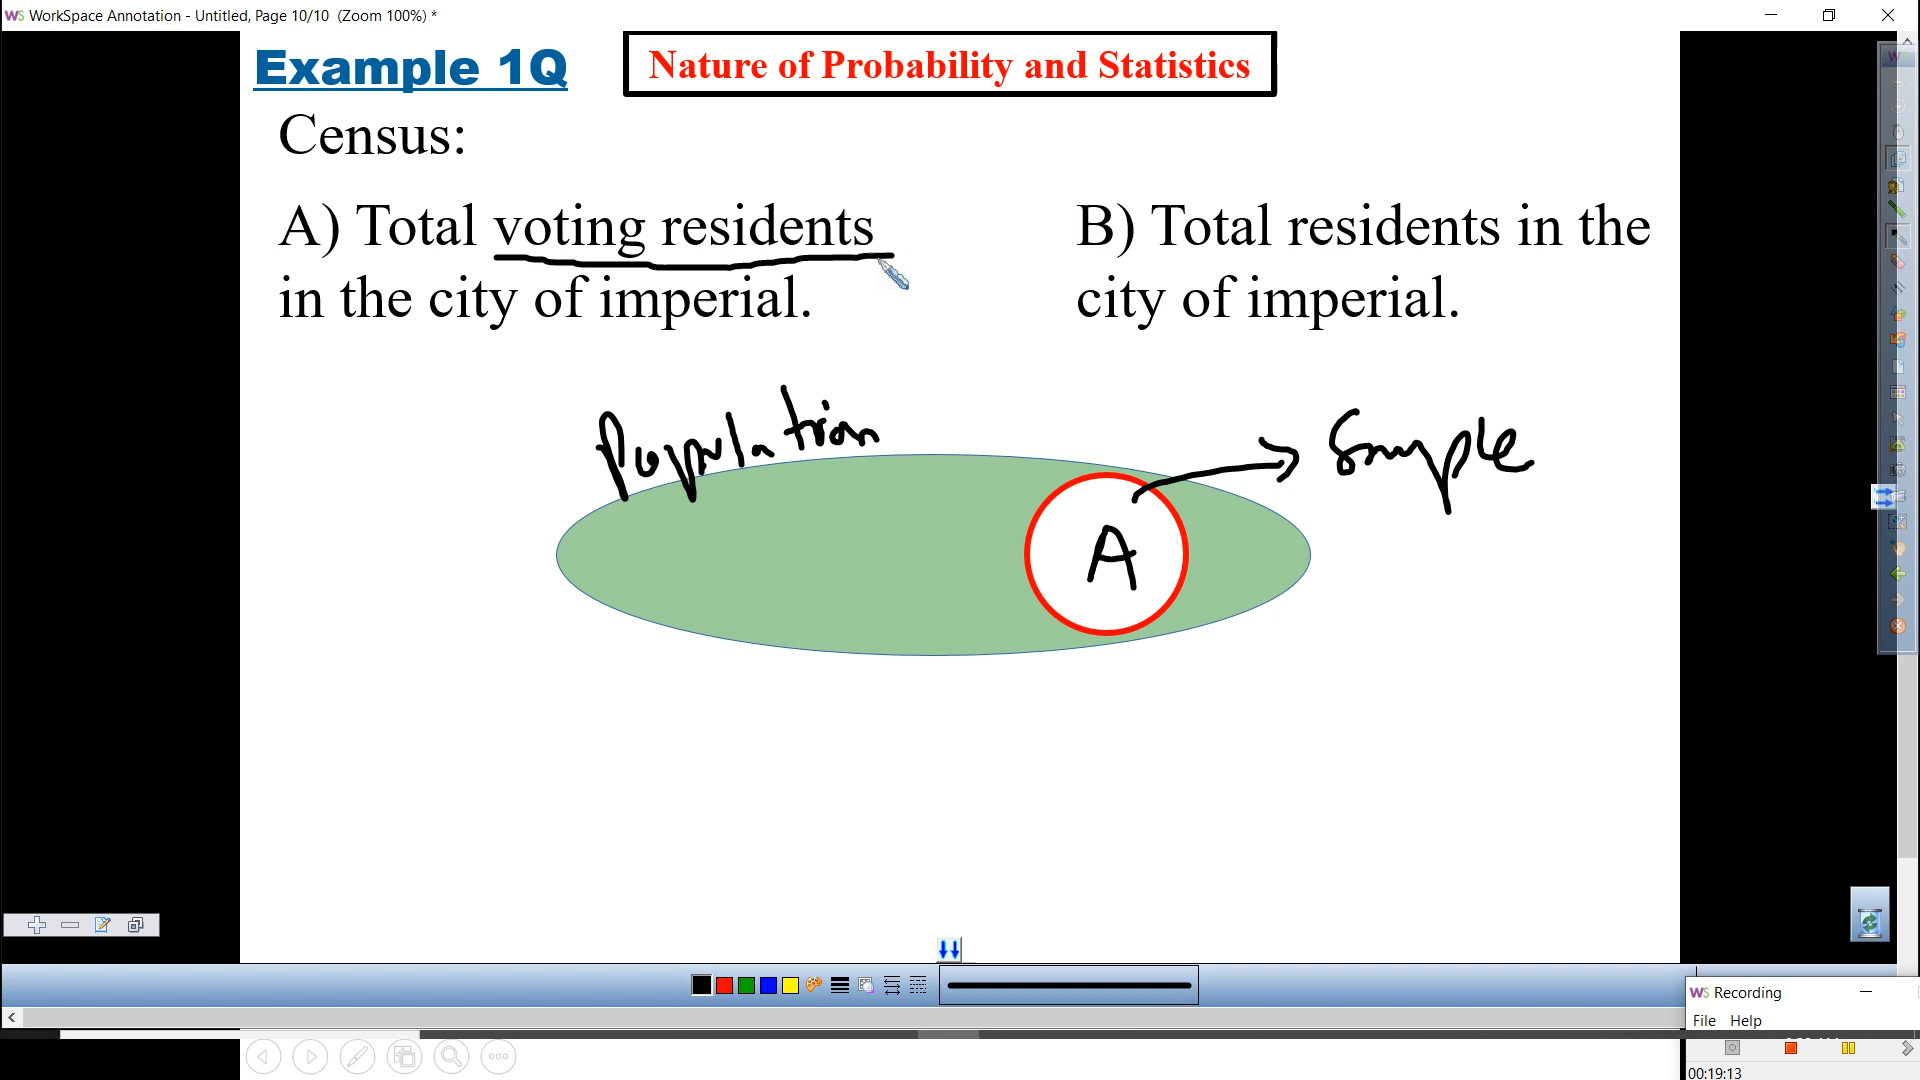 WS WorkSpace Annotation - Untitled, Page 10/10 (Zoom 100%) *
Example 1Q
Nature of Probability and Statistics
Census:
A) Total voting residents
in the city of imperial.
B) Total residents in the
city of imperial.
Population
Sample
A
WS Recording
File Help
00:19:13